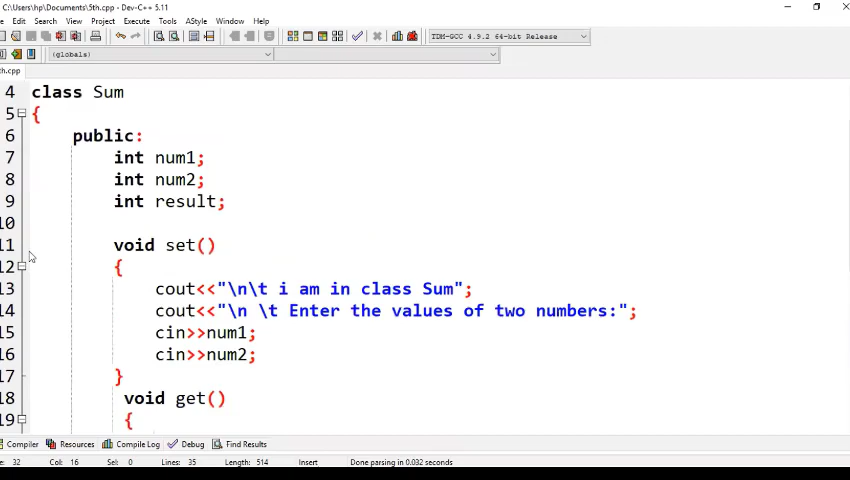 C:\Users\hp\Documents\5th.cpp - Dev-C++ 5.11
File Edit Search View Project Execute Tools AStyle Window Help
TDM-GCC 4.9.2 64-bit Release
(globals)
th.cpp
4 class Sum
5 {
6 public:
7 int num1;
8 int num2;
9 int result;
10
11 void set()
12 {
13 cout<<"\n\t i am in class Sum";
14 cout<<"\n \t Enter the values of two numbers:";
15 cin>>num1;
16 cin>>num2;
17 }
18 void get()
19 {
Compiler Resources Compile Log Debug Find Results
e: 32 Col: 16 Sel: 0 Lines: 35 Length: 514 Insert Done parsing in 0.032 seconds